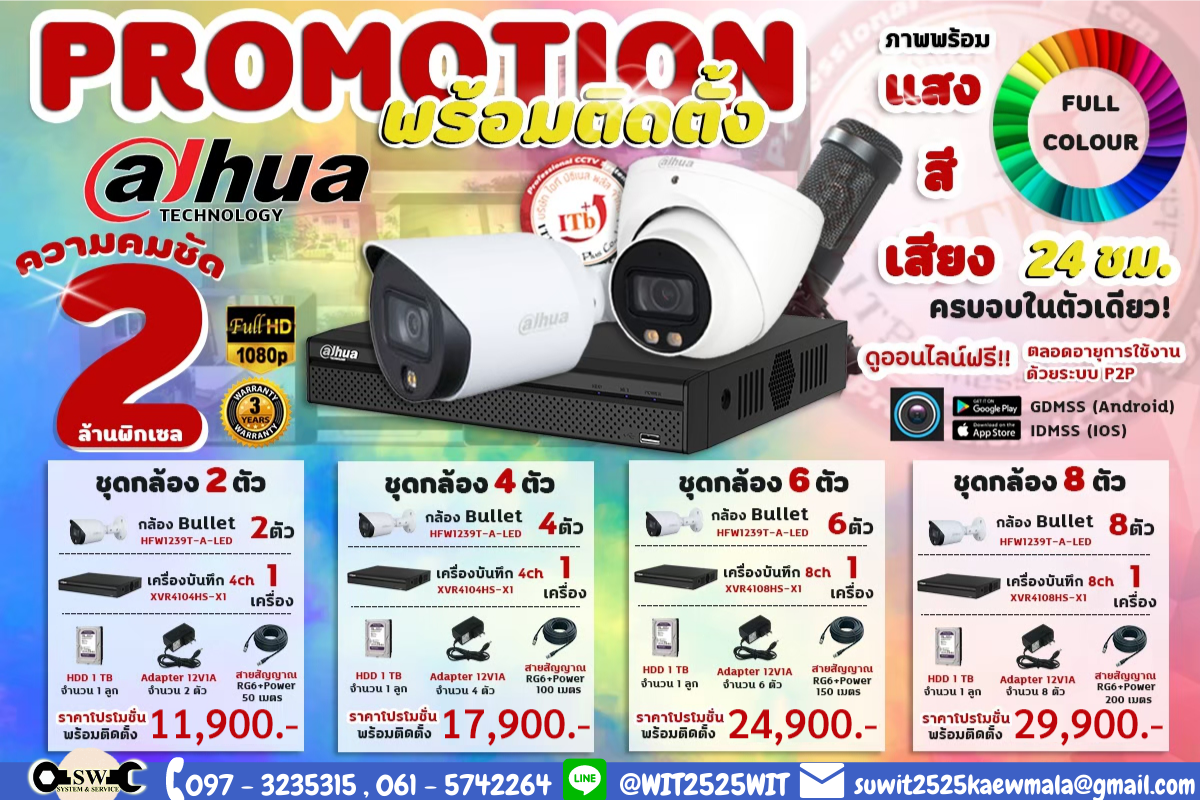 PROMOTION
พร้อมติดตั้ง
alhua
TECHNOLOGY
ความคมชัด
2
ล้านพิกเซล
Full HD
1080p
WARRANTY
3
YEARS
WARRANTY
Professional CCTV
ITb
alhua
alhua
alhua
ภาพพร้อม
แสง
สี
เสียง 24 ชม.
ครบจบในตัวเดียว!
FULL
COLOUR
ดูออนไลน์ฟรี!! ตลอดอายุการใช้งาน
ด้วยระบบ P2P
GET IT ON
Google Play
GDMSS (Android)
Download on the
App Store
IDMSS (IOS)
ชุดกล้อง 2 ตัว
กล้อง Bullet 2ตัว
HFW1239T-A-LED
เครื่องบันทึก 4ch 1
XVR4104HS-X1 เครื่อง
HDD 1 TB
จำนวน 1 ลูก
Adapter 12V1A
จำนวน 2 ตัว
สายสัญญาณ
RG6+Power
50 เมตร
ราคาโปรโมชั่น
พร้อมติดตั้ง 11,900.-
ชุดกล้อง 4 ตัว
กล้อง Bullet 4ตัว
HFW1239T-A-LED
เครื่องบันทึก 4ch 1
XVR4104HS-X1 เครื่อง
HDD 1 TB
จำนวน 1 ลูก
Adapter 12V1A
จำนวน 4 ตัว
สายสัญญาณ
RG6+Power
100 เมตร
ราคาโปรโมชั่น
พร้อมติดตั้ง 17,900.-
ชุดกล้อง 6 ตัว
กล้อง Bullet 6ตัว
HFW1239T-A-LED
เครื่องบันทึก 8ch 1
XVR4108HS-X1 เครื่อง
HDD 1 TB
จำนวน 1 ลูก
Adapter 12V1A
จำนวน 6 ตัว
สายสัญญาณ
RG6+Power
150 เมตร
ราคาโปรโมชั่น
พร้อมติดตั้ง 24,900.-
ชุดกล้อง 8 ตัว
กล้อง Bullet 8ตัว
HFW1239T-A-LED
เครื่องบันทึก 8ch 1
XVR4108HS-X1 เครื่อง
HDD 1 TB
จำนวน 1 ลูก
Adapter 12V1A
จำนวน 8 ตัว
สายสัญญาณ
RG6+Power
200 เมตร
ราคาโปรโมชั่น
พร้อมติดตั้ง 29,900.-
SW
SYSTEM & SERVICE
097 - 3235315 , 061 - 5742264
LINE
@WIT2525WIT
suwit2525kaewmala@gmail.com